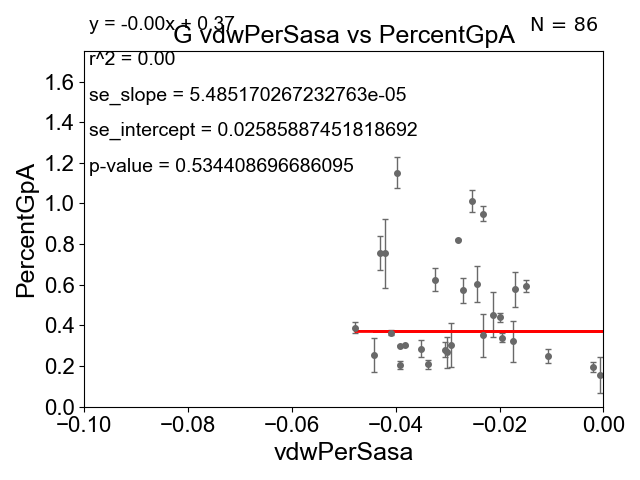 y = -0.00x + 0.37
N = 86
G vdwPerSasa vs PercentGpA
r^2 = 0.00
se_slope = 5.485170267232763e-05
se_intercept = 0.02585887451818692
p-value = 0.534408696686095
PercentGpA
1.6
1.4
1.2
1.0
0.8
0.6
0.4
0.2
0.0
−0.10 −0.08 −0.06 −0.04 −0.02 0.00
vdwPerSasa